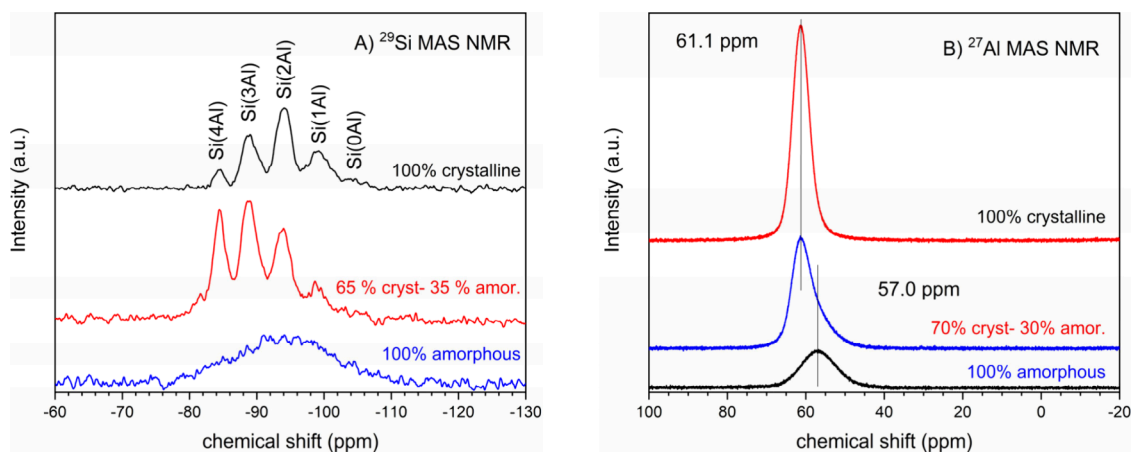 A) ²⁹Si MAS NMR
Si(4Al)
Si(3Al)
Si(2Al)
Si(1Al)
Si(0Al)
100% crystalline
65 % cryst- 35 % amor.
100% amorphous
Intensity (a.u.)
-60 -70 -80 -90 -100 -110 -120 -130
chemical shift (ppm)
61.1 ppm
B) ²⁷Al MAS NMR
100% crystalline
57.0 ppm
70% cryst- 30% amor.
100% amorphous
Intensity (a.u.)
100 80 60 40 20 0 -20
chemical shift (ppm)